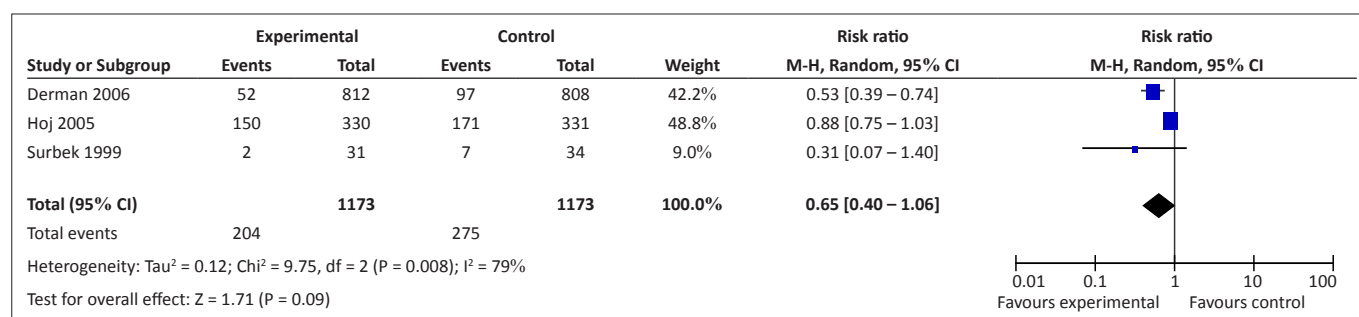 Experimental Control Risk ratio Risk ratio
Study or Subgroup Events Total Events Total Weight M-H, Random, 95% CI M-H, Random, 95% CI
Derman 2006 52 812 97 808 42.2% 0.53 [0.39 – 0.74]
Hoj 2005 150 330 171 331 48.8% 0.88 [0.75 – 1.03]
Surbek 1999 2 31 7 34 9.0% 0.31 [0.07 – 1.40]
Total (95% CI) 1173 1173 100.0% 0.65 [0.40 – 1.06]
Total events 204 275
Heterogeneity: Tau² = 0.12; Chi² = 9.75, df = 2 (P = 0.008); I² = 79%
Test for overall effect: Z = 1.71 (P = 0.09)
0.01 0.1 1 10 100
Favours experimental Favours control